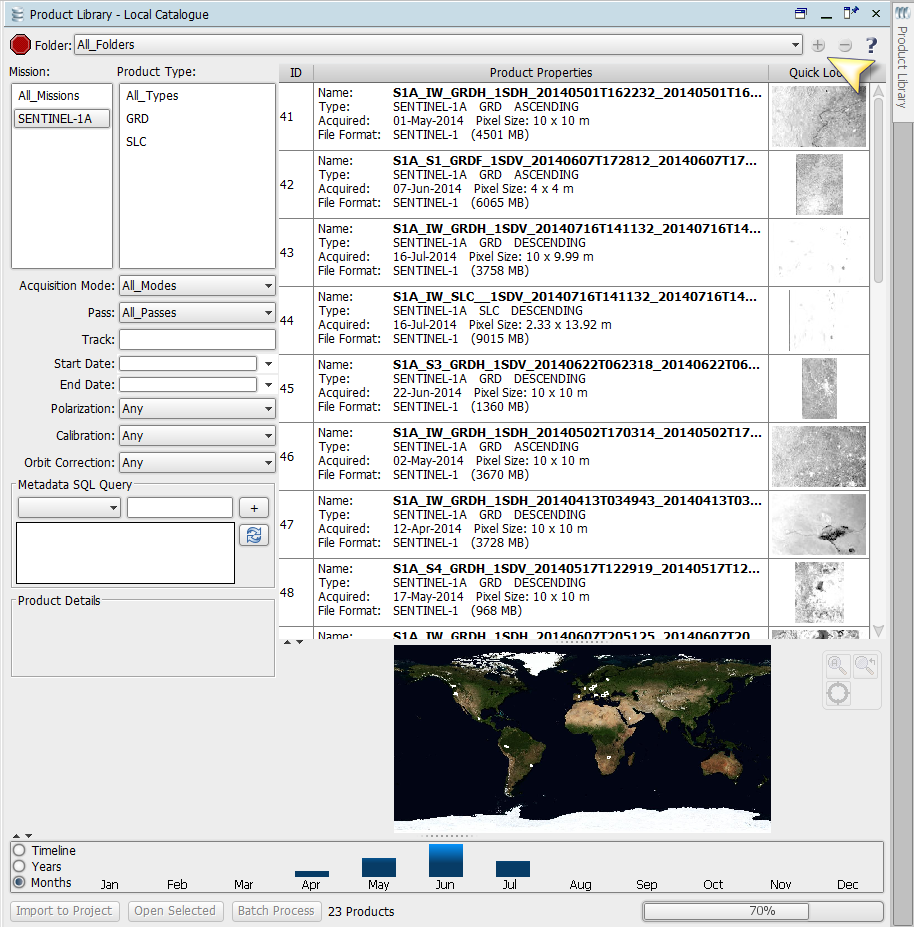 Product Library - Local Catalogue
Folder: All_Folders
Product Library
Mission:
All_Missions
SENTINEL-1A
Product Type:
All_Types
GRD
SLC
Acquisition Mode: All_Modes
Pass: All_Passes
Track:
Start Date:
End Date:
Polarization: Any
Calibration: Any
Orbit Correction: Any
Metadata SQL Query
+
Product Details
ID Product Properties Quick Loo
41
Name: S1A_IW_GRDH_1SDH_20140501T162232_20140501T16...
Type: SENTINEL-1A GRD ASCENDING
Acquired: 01-May-2014 Pixel Size: 10 x 10 m
File Format: SENTINEL-1 (4501 MB)
42
Name: S1A_S1_GRDF_1SDV_20140607T172812_20140607T17...
Type: SENTINEL-1A GRD ASCENDING
Acquired: 07-Jun-2014 Pixel Size: 4 x 4 m
File Format: SENTINEL-1 (6065 MB)
43
Name: S1A_IW_GRDH_1SDV_20140716T141132_20140716T14...
Type: SENTINEL-1A GRD DESCENDING
Acquired: 16-Jul-2014 Pixel Size: 10 x 9.99 m
File Format: SENTINEL-1 (3758 MB)
44
Name: S1A_IW_SLC__1SDV_20140716T141132_20140716T14...
Type: SENTINEL-1A SLC DESCENDING
Acquired: 16-Jul-2014 Pixel Size: 2.33 x 13.92 m
File Format: SENTINEL-1 (9015 MB)
45
Name: S1A_S3_GRDH_1SDV_20140622T062318_20140622T06...
Type: SENTINEL-1A GRD DESCENDING
Acquired: 22-Jun-2014 Pixel Size: 10 x 10 m
File Format: SENTINEL-1 (1360 MB)
46
Name: S1A_IW_GRDH_1SDH_20140502T170314_20140502T17...
Type: SENTINEL-1A GRD ASCENDING
Acquired: 02-May-2014 Pixel Size: 10 x 10 m
File Format: SENTINEL-1 (3670 MB)
47
Name: S1A_IW_GRDH_1SDH_20140413T034943_20140413T03...
Type: SENTINEL-1A GRD DESCENDING
Acquired: 12-Apr-2014 Pixel Size: 10 x 10 m
File Format: SENTINEL-1 (3728 MB)
48
Name: S1A_S4_GRDH_1SDV_20140517T122919_20140517T12...
Type: SENTINEL-1A GRD DESCENDING
Acquired: 17-May-2014 Pixel Size: 10 x 10 m
File Format: SENTINEL-1 (968 MB)
Name: S1A_IW_GRDH_1SDH_20140607T205125_20140607T20
Timeline
Years
Months
Jan Feb Mar Apr May Jun Jul Aug Sep Oct Nov Dec
Import to Project Open Selected Batch Process 23 Products 70%